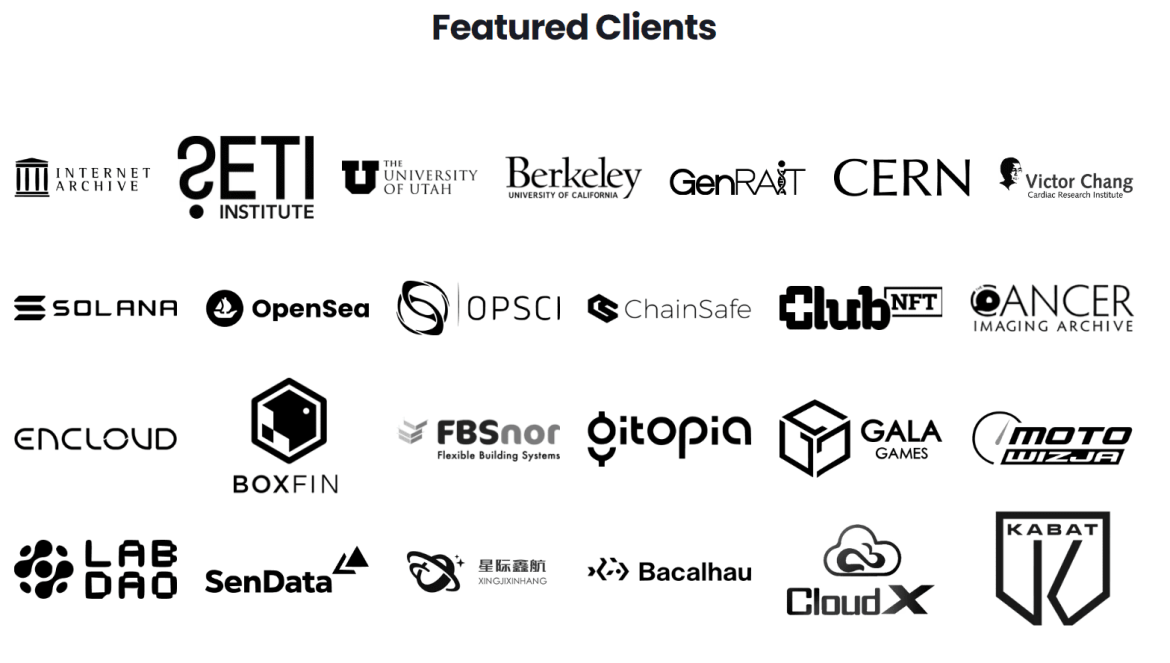 Featured Clients
INTERNET
ARCHIVE
SETI
INSTITUTE
THE
UNIVERSITY
OF UTAH
Berkeley
UNIVERSITY OF CALIFORNIA
GenRAIT
CERN
Victor Chang
Cardiac Research Institute
SOLANA
OpenSea
OPSCI
ChainSafe
Club NFT
CANCER
IMAGING ARCHIVE
ENCLOUD
BOXFIN
FBSnor
Flexible Building Systems
gitopia
GALA
GAMES
MOTO
WIZJA
LAB
DAO
SenData
星际鑫航
XINGJIXINHANG
Bacalhau
CloudX
KABAT